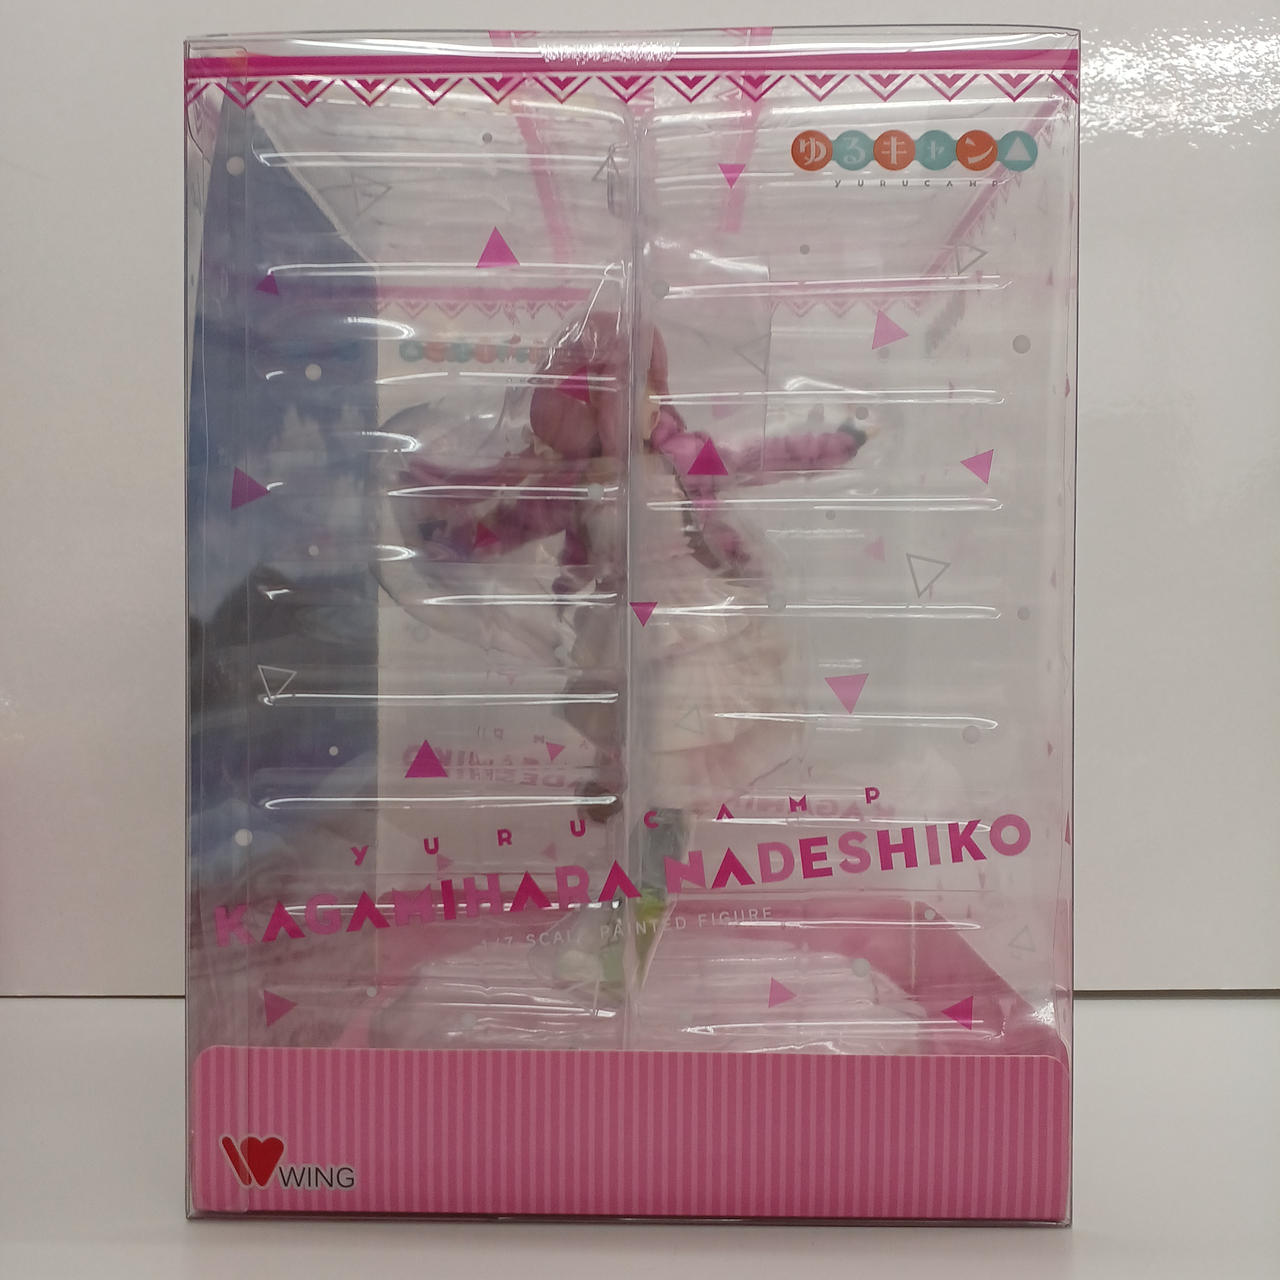 ゆるキャン△
YURUCAMP
YURUCAMP
KAGAMIHARA NADESHIKO
1/7 SCALE PAINTED FIGURE
WING